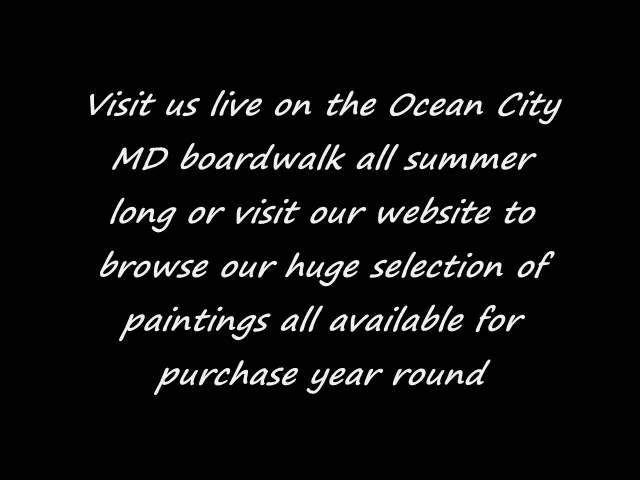 Visit us live on the Ocean City
MD boardwalk all summer
long or visit our website to
browse our huge selection of
paintings all available for
purchase year round